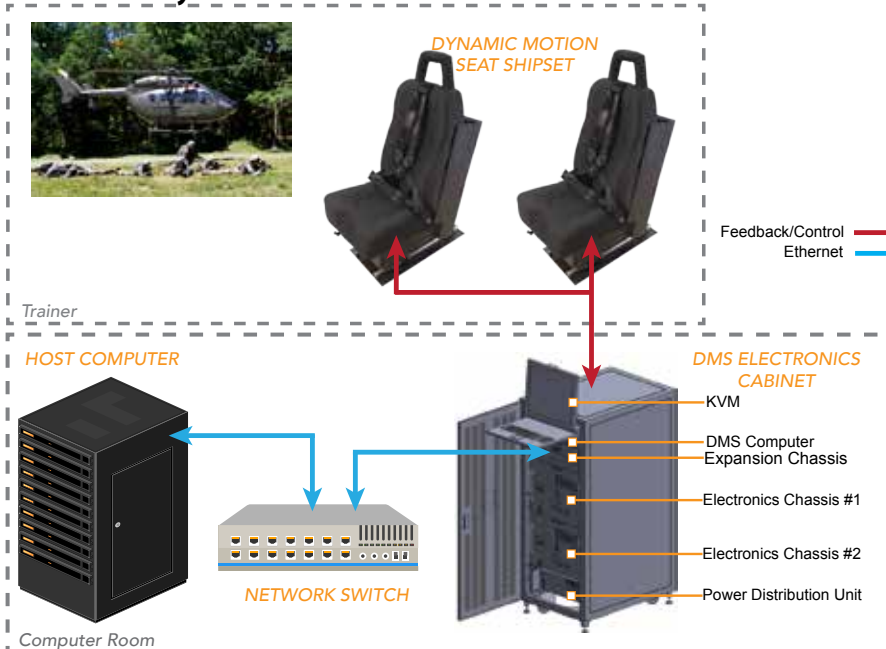 DYNAMIC MOTION
SEAT SHIPSET
Feedback/Control
Ethernet
Trainer
HOST COMPUTER
DMS ELECTRONICS
CABINET
KVM
DMS Computer
Expansion Chassis
Electronics Chassis #1
Electronics Chassis #2
NETWORK SWITCH
Power Distribution Unit
Computer Room